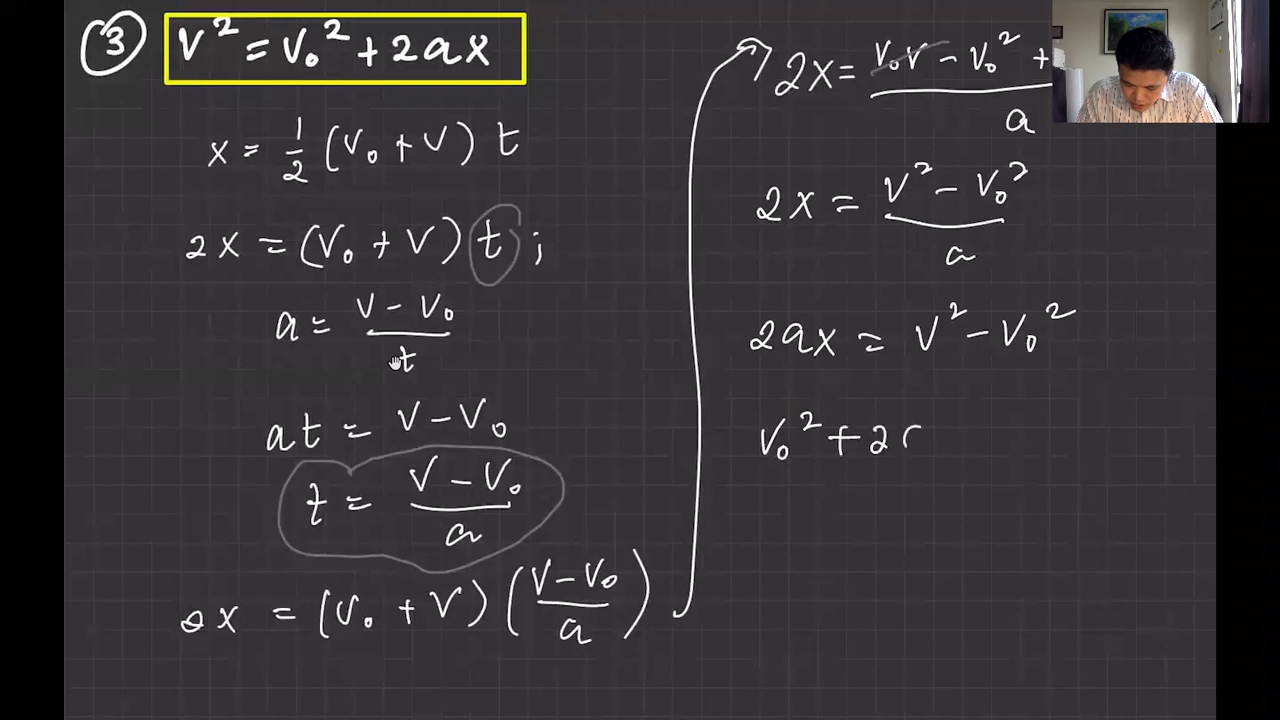 ③ V² = V₀² + 2ax
x = 1/2 (V₀ + V) t
2x = (V₀ + V) t ;
a = (V - V₀)/t
at = V - V₀
t = (V - V₀)/a
2x = (V₀ + V) ((V - V₀)/a)
2x = (V₀V - V₀² +)/a
2x = (V² - V₀²)/a
2ax = V² - V₀²
V₀² + 2